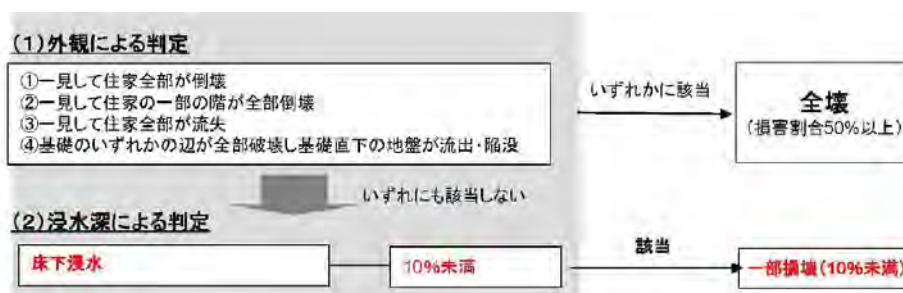 (1)外観による判定
①一見して住家全部が倒壊
②一見して住家の一部の階が全部倒壊
③一見して住家全部が流失
④基礎のいずれかの辺が全部破壊し基礎直下の地盤が流出・陥没
いずれかに該当
全壊
(損害割合50%以上)
いずれにも該当しない
(2)浸水深による判定
床下浸水
10%未満
該当
一部損壊(10%未満)